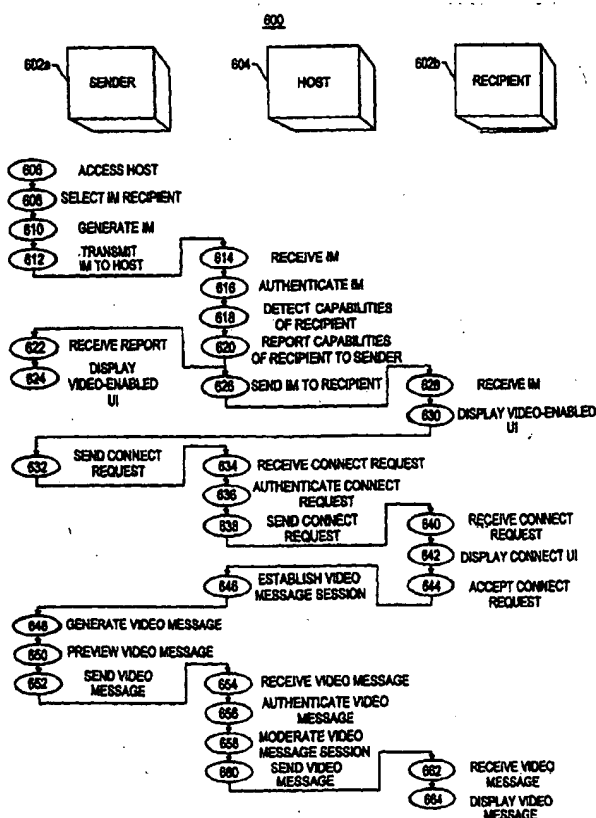 600
602a
SENDER
604
HOST
602b
RECIPIENT
606 ACCESS HOST
608 SELECT IM RECIPIENT
610 GENERATE IM
612 TRANSMIT
IM TO HOST
614 RECEIVE IM
616 AUTHENTICATE IM
618 DETECT CAPABILITIES
OF RECIPIENT
620 REPORT CAPABILITIES
OF RECIPIENT TO SENDER
622 RECEIVE REPORT
624 DISPLAY
VIDEO-ENABLED
UI
626 SEND IM TO RECIPIENT
628 RECEIVE IM
630 DISPLAY VIDEO-ENABLED
UI
632 SEND CONNECT
REQUEST
634 RECEIVE CONNECT REQUEST
636 AUTHENTICATE CONNECT
REQUEST
638 SEND CONNECT
REQUEST
640 RECEIVE CONNECT
REQUEST
642 DISPLAY CONNECT UI
644 ACCEPT CONNECT
REQUEST
646 ESTABLISH VIDEO
MESSAGE SESSION
648 GENERATE VIDEO MESSAGE
650 PREVIEW VIDEO MESSAGE
652 SEND VIDEO
MESSAGE
654 RECEIVE VIDEO MESSAGE
656 AUTHENTICATE VIDEO
MESSAGE
658 MODERATE VIDEO
MESSAGE SESSION
660 SEND VIDEO
MESSAGE
662 RECEIVE VIDEO
MESSAGE
664 DISPLAY VIDEO
MESSAGE